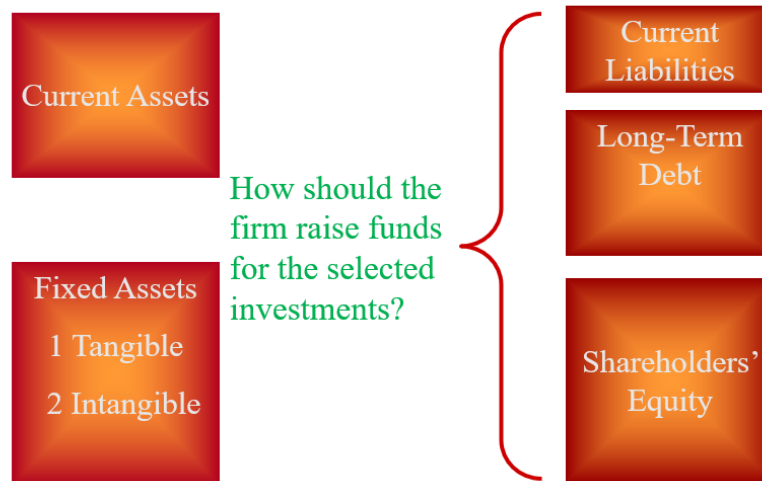 Current Assets
Fixed Assets
1 Tangible
2 Intangible
How should the
firm raise funds
for the selected
investments?
Current
Liabilities
Long-Term
Debt
Shareholders’
Equity